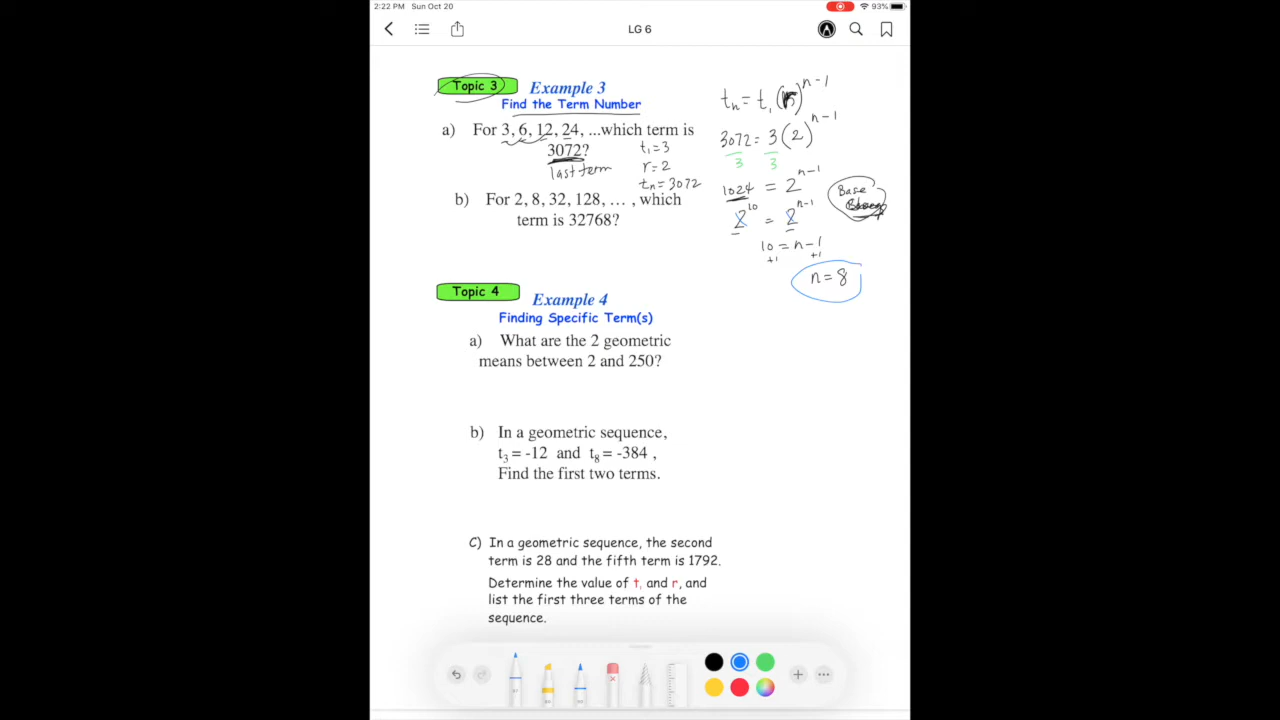 2:22 PM Sun Oct 20
93%
LG 6
Topic 3
Example 3
Find the Term Number
a) For 3, 6, 12, 24, ...which term is
3072?
last term
t₁ = 3
r = 2
tₙ = 3072
b) For 2, 8, 32, 128, ... , which
term is 32768?
tₙ = t₁ (r)ⁿ⁻¹
3072 = 3 (2)ⁿ⁻¹
3 3
1024 = 2ⁿ⁻¹
Base
2¹⁰ = 2ⁿ⁻¹
10 = n-1
+1 +1
n = 8
Topic 4
Example 4
Finding Specific Term(s)
a) What are the 2 geometric
means between 2 and 250?
b) In a geometric sequence,
t₃ = -12 and t₈ = -384 ,
Find the first two terms.
C) In a geometric sequence, the second
term is 28 and the fifth term is 1792.
Determine the value of t₁ and r, and
list the first three terms of the
sequence.